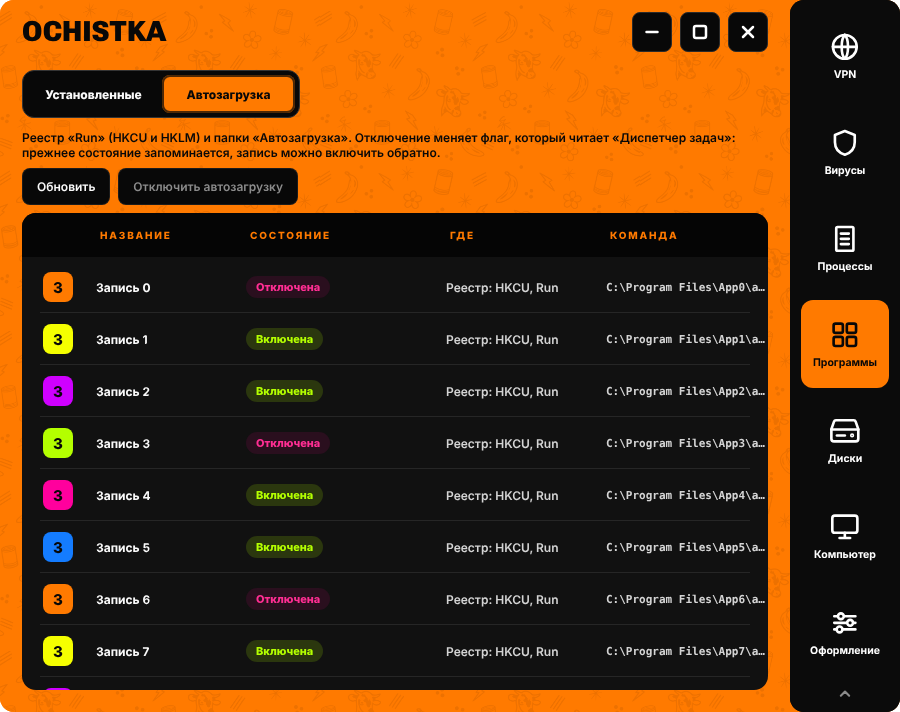 OCHISTKA
Установленные Автозагрузка
Реестр «Run» (HKCU и HKLM) и папки «Автозагрузка». Отключение меняет флаг, который читает «Диспетчер задач»:
прежнее состояние запоминается, запись можно включить обратно.
Обновить Отключить автозагрузку
НАЗВАНИЕ СОСТОЯНИЕ ГДЕ КОМАНДА
З Запись 0 Отключена Реестр: HKCU, Run C:\Program Files\App0\a…
З Запись 1 Включена Реестр: HKCU, Run C:\Program Files\App1\a…
З Запись 2 Включена Реестр: HKCU, Run C:\Program Files\App2\a…
З Запись 3 Отключена Реестр: HKCU, Run C:\Program Files\App3\a…
З Запись 4 Включена Реестр: HKCU, Run C:\Program Files\App4\a…
З Запись 5 Включена Реестр: HKCU, Run C:\Program Files\App5\a…
З Запись 6 Отключена Реестр: HKCU, Run C:\Program Files\App6\a…
З Запись 7 Включена Реестр: HKCU, Run C:\Program Files\App7\a…
VPN
Вирусы
Процессы
Программы
Диски
Компьютер
Оформление